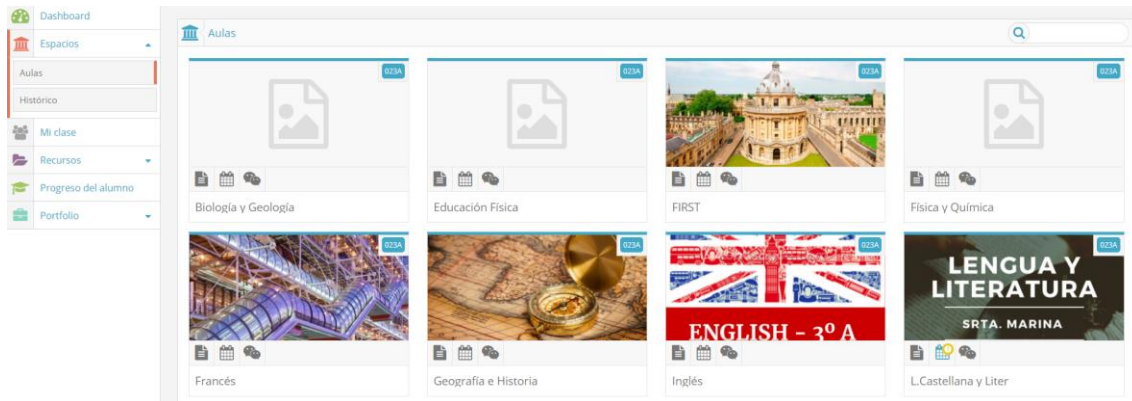 Dashboard
Espacios
Aulas
Histórico
Mi clase
Recursos
Progreso del alumno
Portfolio
Aulas
023A
023A
023A
023A
Biología y Geología
Educación Física
FIRST
Física y Química
023A
023A
023A
023A
ENGLISH - 3º A
LENGUA Y
LITERATURA
SRTA. MARINA
Francés
Geografía e Historia
Inglés
L.Castellana y Liter